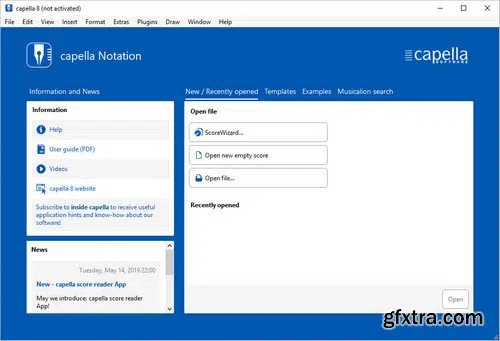 capella 8 (not activated)
File Edit View Insert Format Extras Plugins Draw Window Help
capella Notation
capella
SOFTWARE
Information and News
New / Recently opened Templates Examples Musicalion search
Information
Help
User guide (PDF)
Videos
capella 8 website
Subscribe to inside capella to receive useful
application hints and know-how about our
software!
News
Tuesday, May 14, 2019 22:00
New - capella score reader App
May we introduce: capella score reader
App!
Open file
ScoreWizard...
Open new empty score
Open file...
Recently opened
Open
gfxtra.com